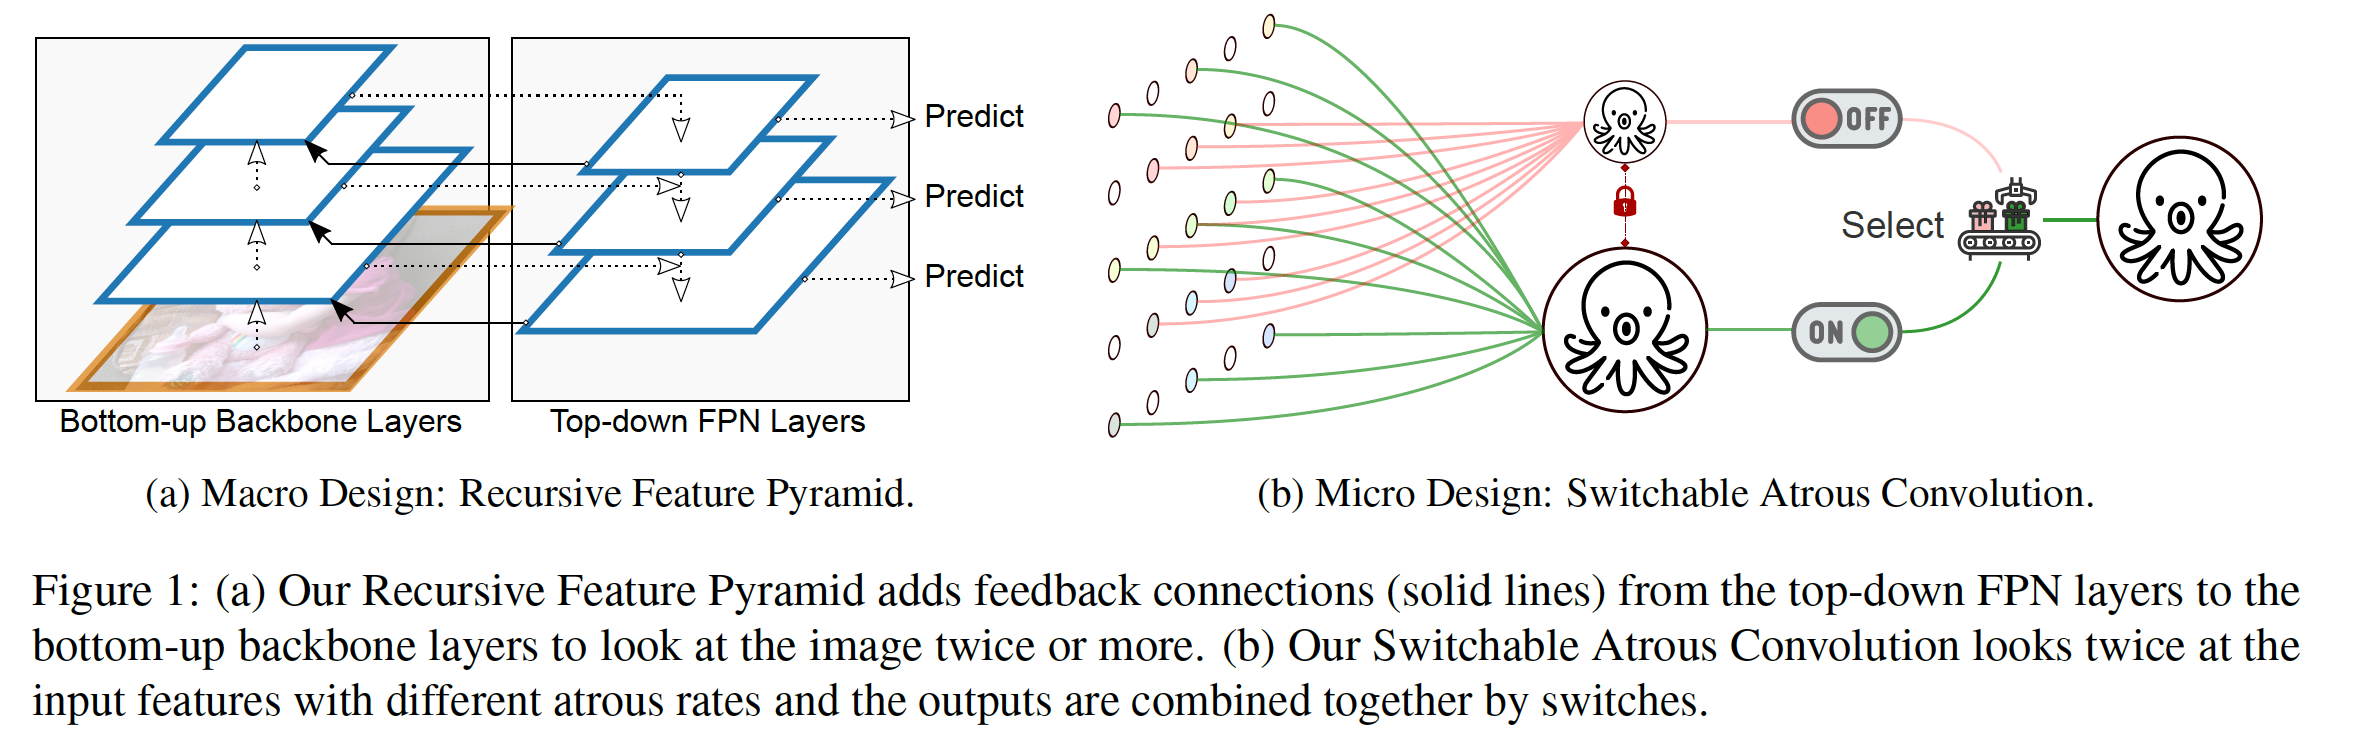 Predict
Predict
Predict
Bottom-up Backbone Layers
Top-down FPN Layers
OFF
Select
ON
(a) Macro Design: Recursive Feature Pyramid.
(b) Micro Design: Switchable Atrous Convolution.
Figure 1: (a) Our Recursive Feature Pyramid adds feedback connections (solid lines) from the top-down FPN layers to the
bottom-up backbone layers to look at the image twice or more. (b) Our Switchable Atrous Convolution looks twice at the
input features with different atrous rates and the outputs are combined together by switches.